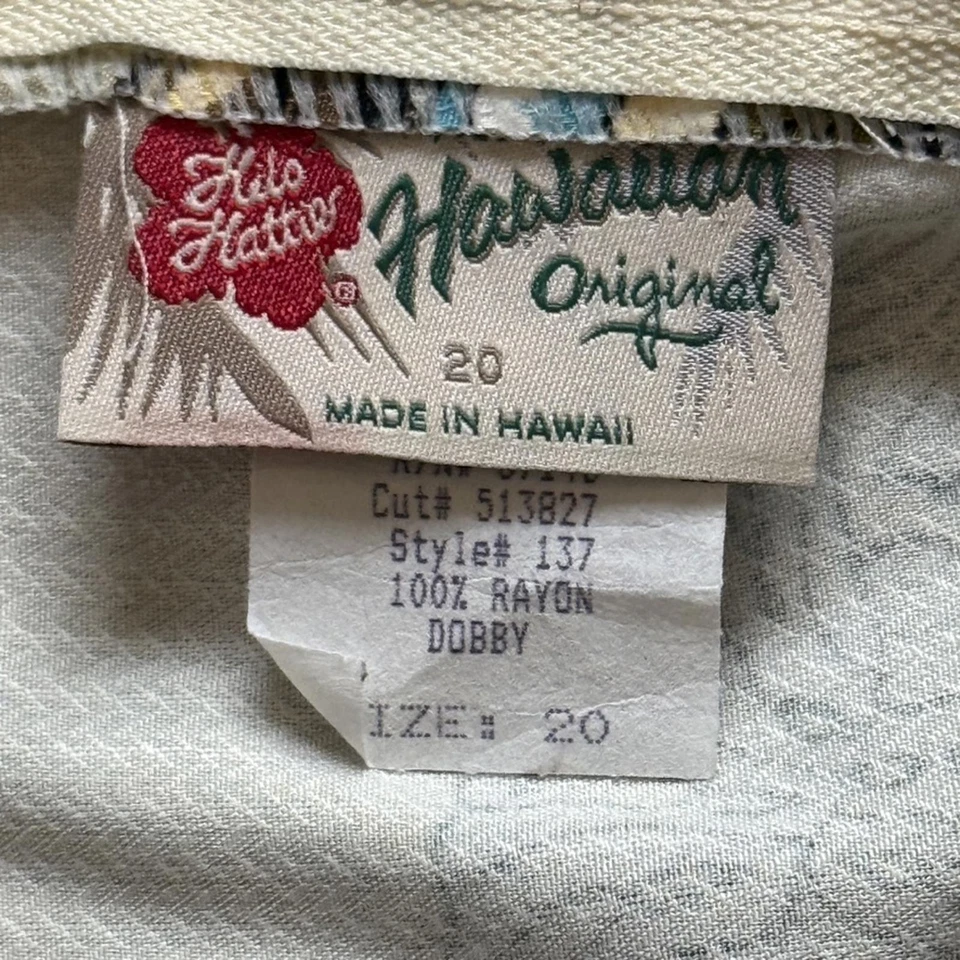 Hilo
Hattie
®
Hawaiian
Original
20
MADE IN HAWAII
Cut# 513827
Style# 137
100% RAYON
DOBBY
IZE: 20